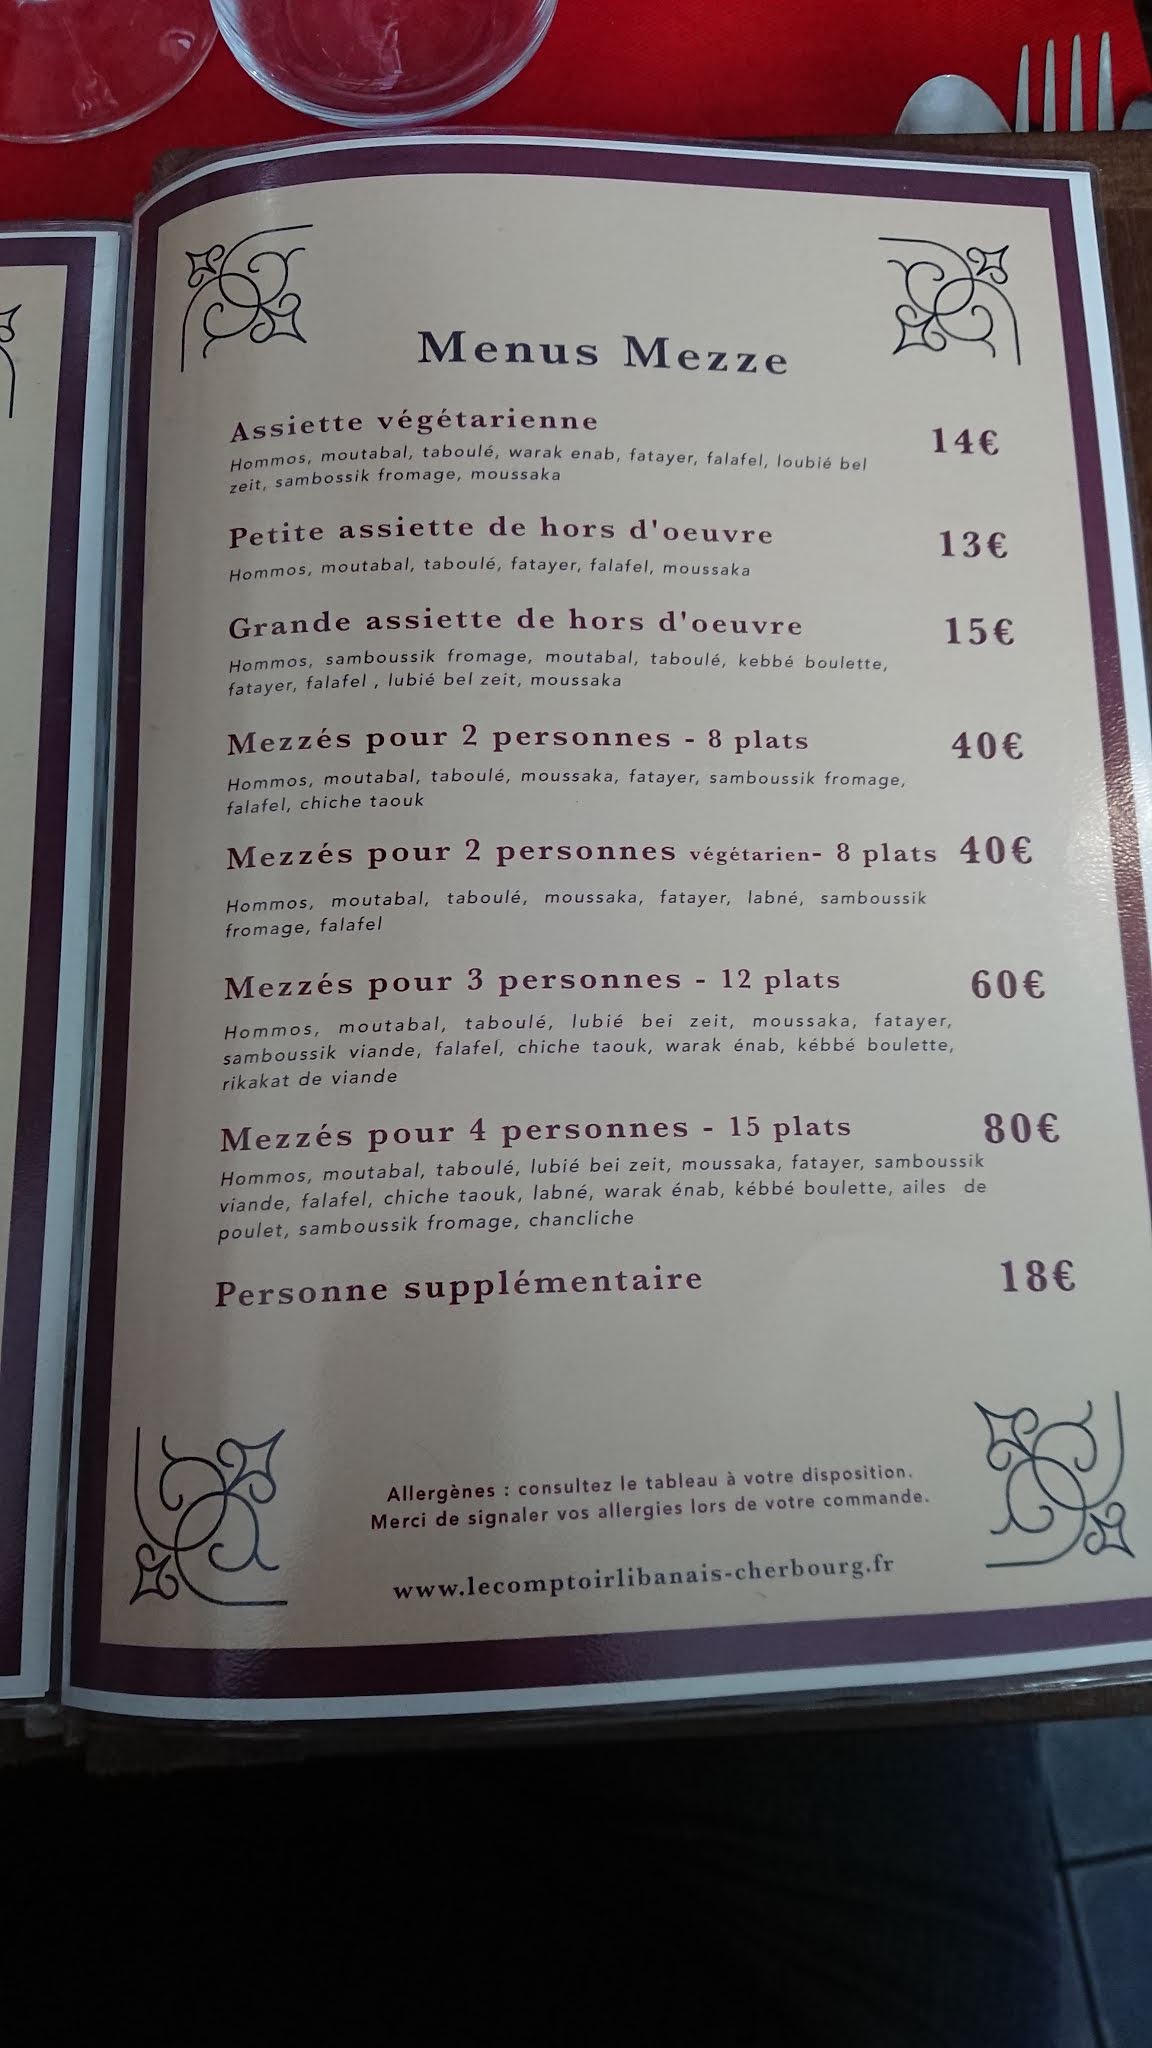 Menus Mezze
Assiette végétarienne 14€
Hommos, moutabal, taboulé, warak enab, fatayer, falafel, loubié bel
zeit, sambossik fromage, moussaka
Petite assiette de hors d'oeuvre 13€
Hommos, moutabal, taboulé, fatayer, falafel, moussaka
Grande assiette de hors d'oeuvre 15€
Hommos, samboussik fromage, moutabal, taboulé, kebbé boulette,
fatayer, falafel , lubié bel zeit, moussaka
Mezzés pour 2 personnes - 8 plats 40€
Hommos, moutabal, taboulé, moussaka, fatayer, samboussik fromage,
falafel, chiche taouk
Mezzés pour 2 personnes végétarien- 8 plats 40€
Hommos, moutabal, taboulé, moussaka, fatayer, labné, samboussik
fromage, falafel
Mezzés pour 3 personnes - 12 plats 60€
Hommos, moutabal, taboulé, lubié bei zeit, moussaka, fatayer,
samboussik viande, falafel, chiche taouk, warak énab, kébbé boulette,
rikakat de viande
Mezzés pour 4 personnes - 15 plats 80€
Hommos, moutabal, taboulé, lubié bei zeit, moussaka, fatayer, samboussik
viande, falafel, chiche taouk, labné, warak énab, kébbé boulette, ailes de
poulet, samboussik fromage, chancliche
Personne supplémentaire 18€
Allergènes : consultez le tableau à votre disposition.
Merci de signaler vos allergies lors de votre commande.
www.lecomptoirlibanais-cherbourg.fr